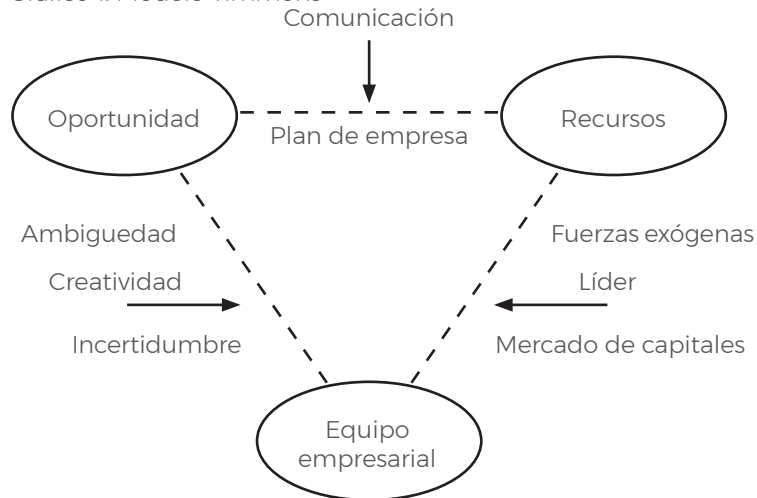 Comunicación
Oportunidad
Recursos
Plan de empresa
Ambiguedad
Fuerzas exógenas
Creatividad
Líder
Incertidumbre
Mercado de capitales
Equipo
empresarial